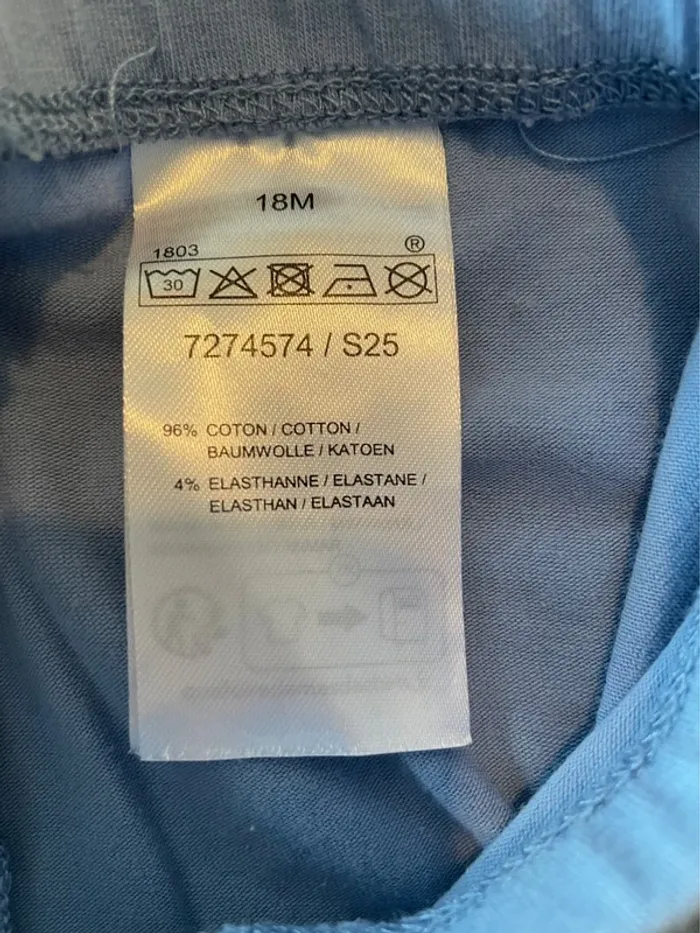 18M
1803 ®
30
7274574 / S25
96% COTON / COTTON /
BAUMWOLLE / KATOEN
4% ELASTHANNE / ELASTANE /
ELASTHAN / ELASTAAN